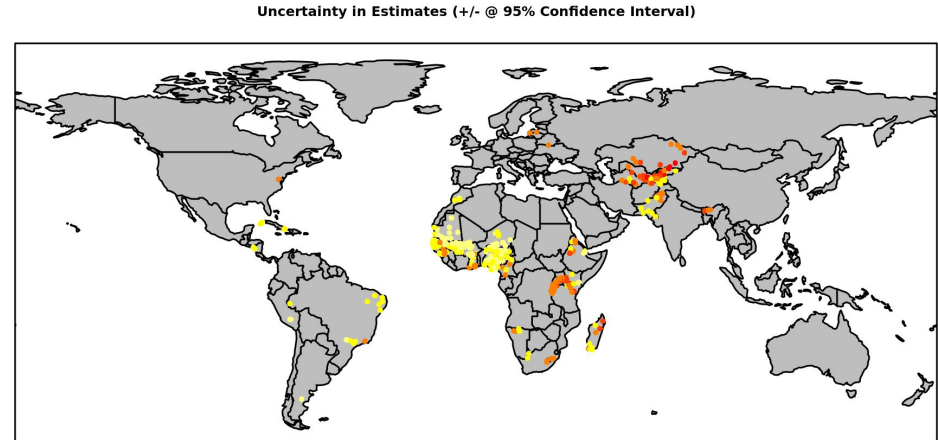 Uncertainty in Estimates (+/- @ 95% Confidence Interval)